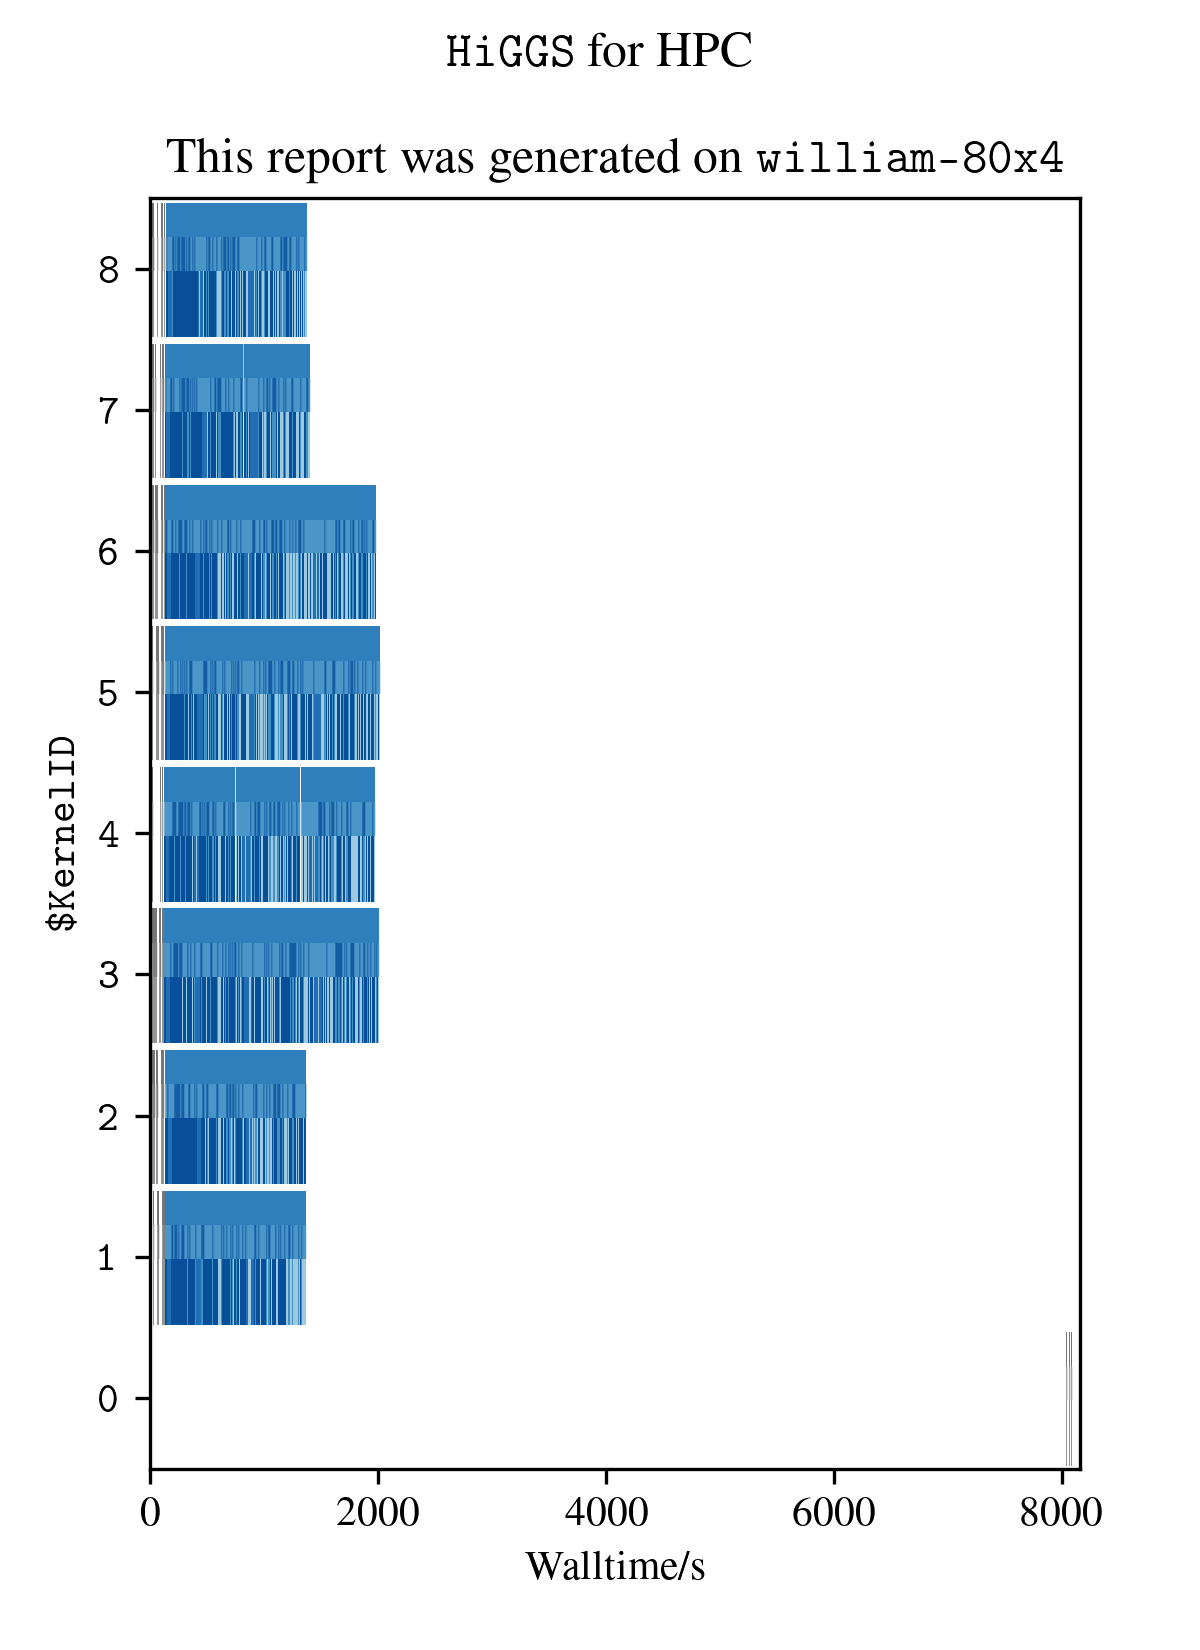 HiGGS for HPC
This report was generated on william-80x4
8
7
6
5
4
3
2
1
0
$KernelID
0 2000 4000 6000 8000
Walltime/s